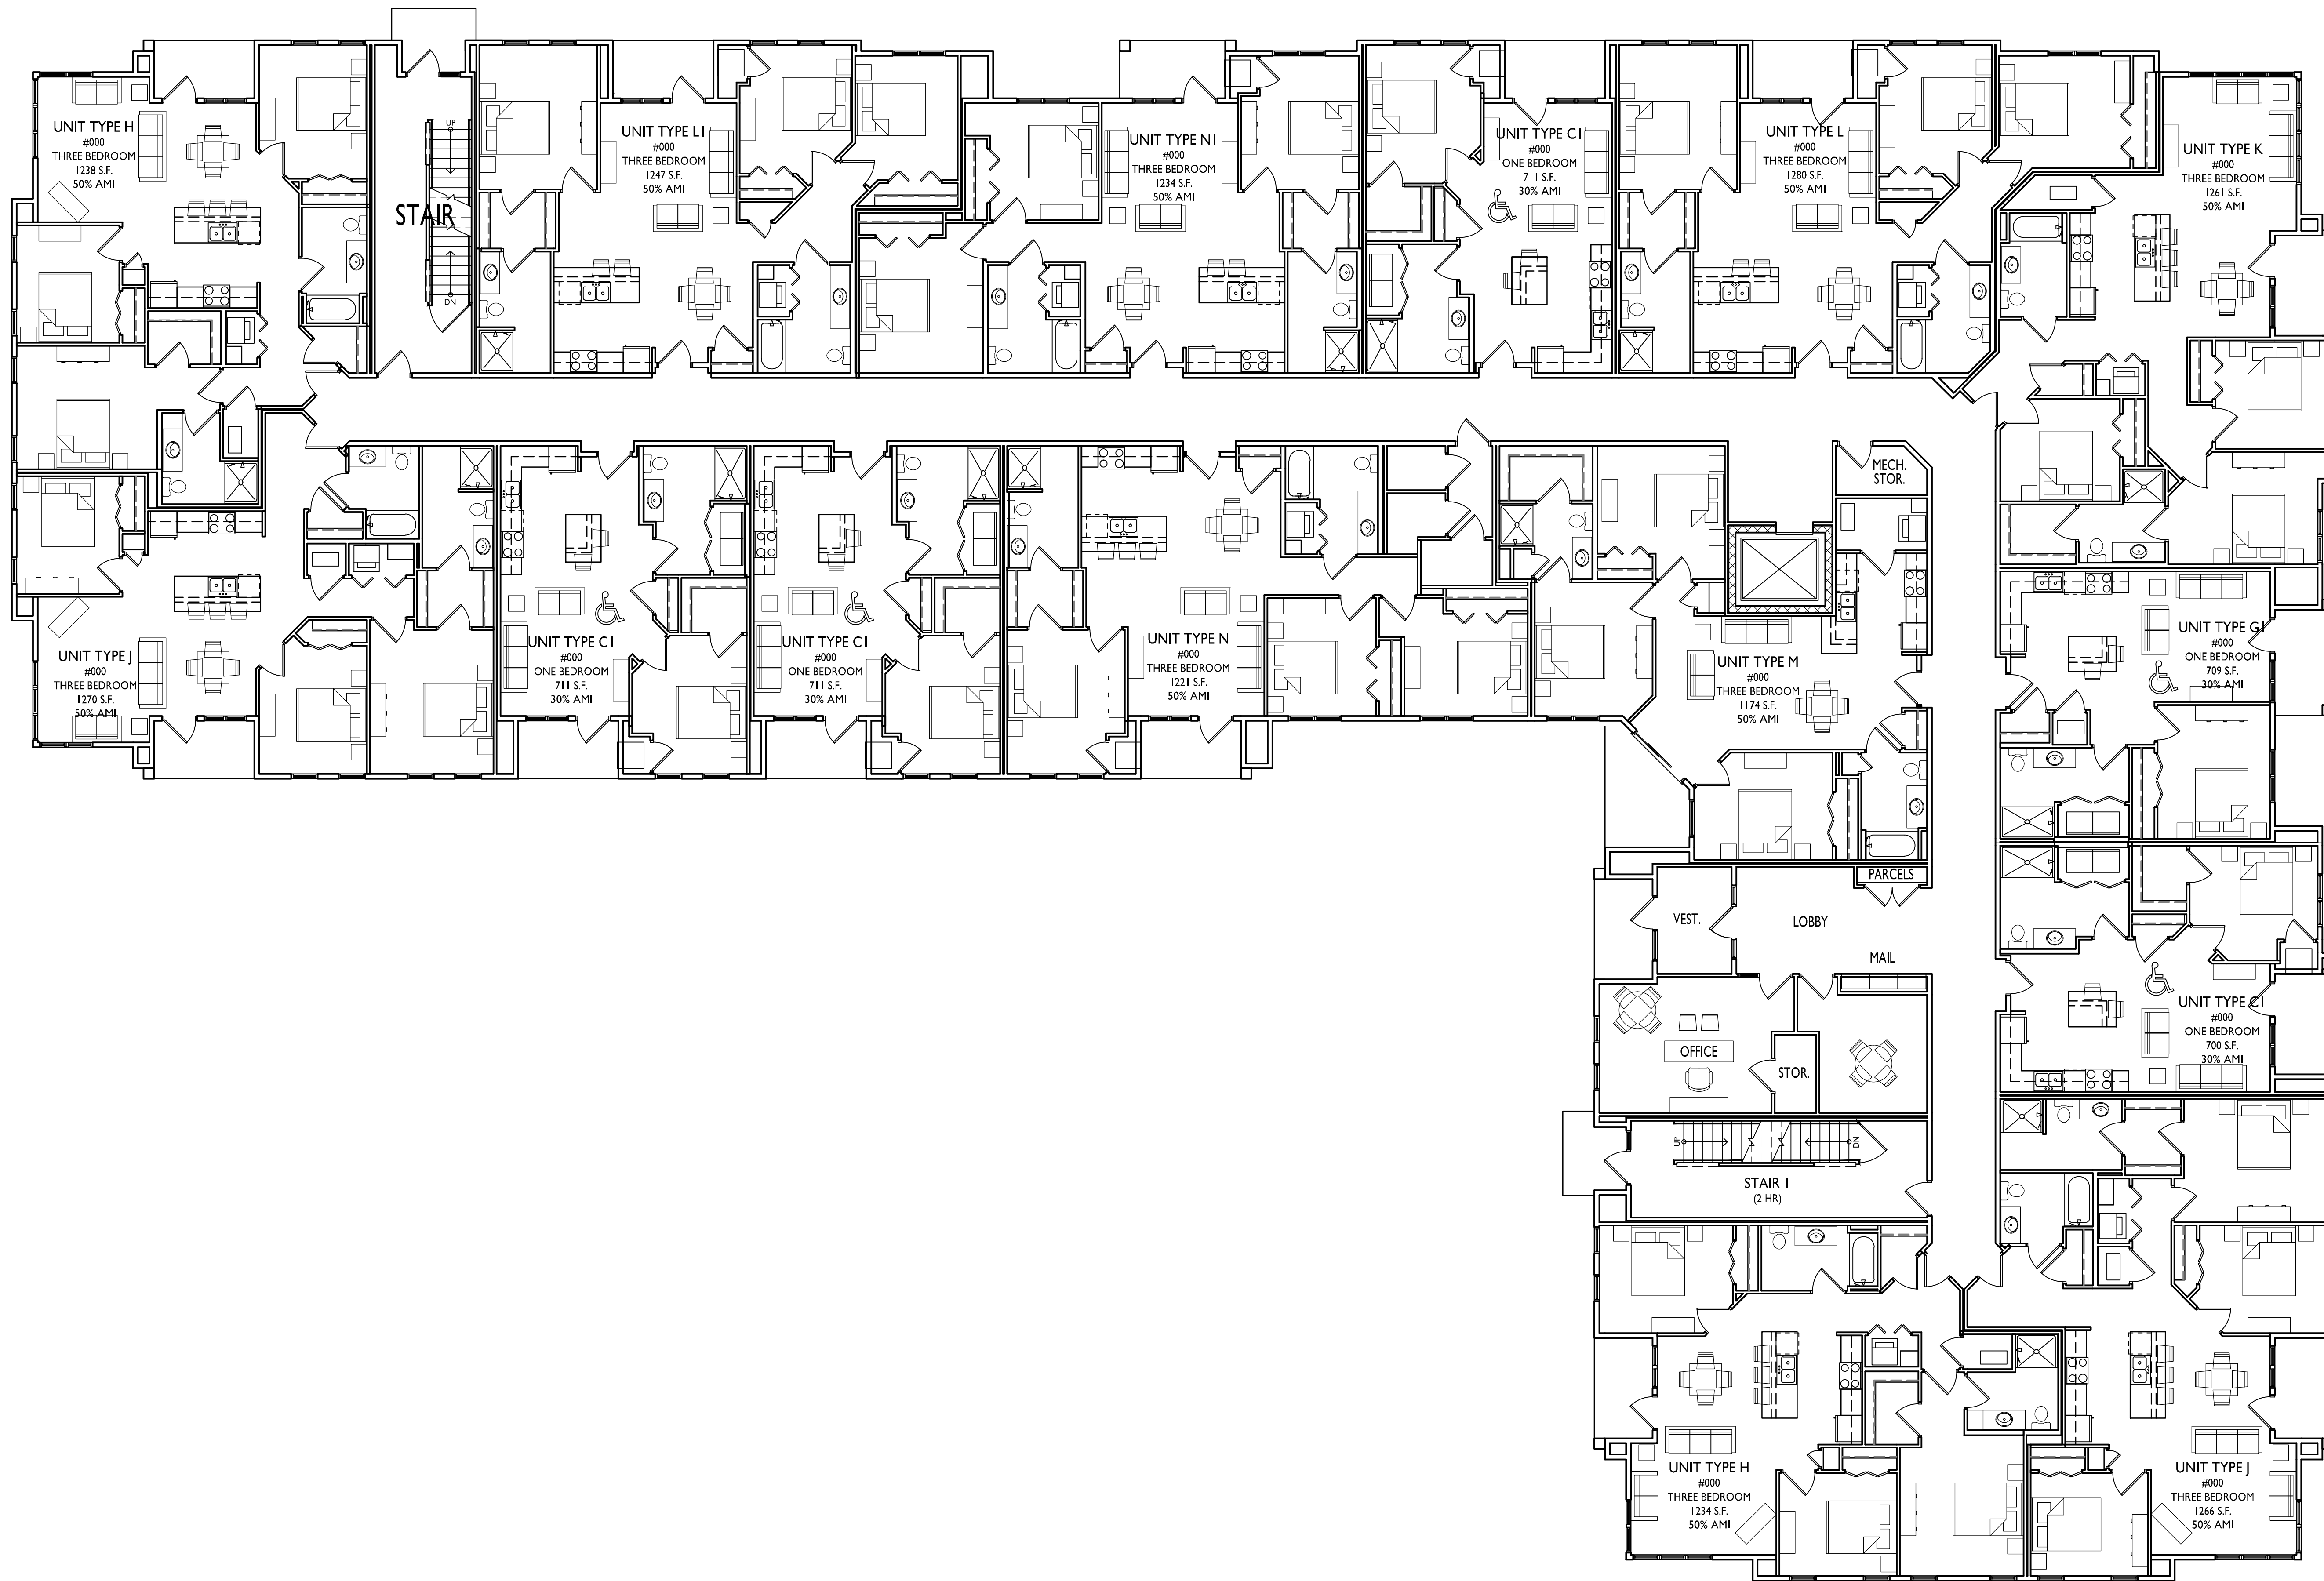 UNIT TYPE H
#000
THREE BEDROOM
1238 S.F.
50% AMI
UP
STAIR
DN
UNIT TYPE L1
#000
THREE BEDROOM
1247 S.F.
50% AMI
UNIT TYPE N1
#000
THREE BEDROOM
1234 S.F.
50% AMI
UNIT TYPE C1
#000
ONE BEDROOM
711 S.F.
30% AMI
UNIT TYPE L
#000
THREE BEDROOM
1280 S.F.
50% AMI
UNIT TYPE K
#000
THREE BEDROOM
1261 S.F.
50% AMI
UNIT TYPE J
#000
THREE BEDROOM
1270 S.F.
50% AMI
UNIT TYPE C1
#000
ONE BEDROOM
711 S.F.
30% AMI
UNIT TYPE C1
#000
ONE BEDROOM
711 S.F.
30% AMI
UNIT TYPE N
#000
THREE BEDROOM
1221 S.F.
50% AMI
UNIT TYPE M
#000
THREE BEDROOM
1174 S.F.
50% AMI
MECH.
STOR.
UNIT TYPE G1
#000
ONE BEDROOM
709 S.F.
30% AMI
PARCELS
VEST.
LOBBY
MAIL
OFFICE
STOR.
UNIT TYPE C1
#000
ONE BEDROOM
700 S.F.
30% AMI
UP
DN
STAIR 1
(2 HR)
UNIT TYPE H
#000
THREE BEDROOM
1234 S.F.
50% AMI
UNIT TYPE J
#000
THREE BEDROOM
1266 S.F.
50% AMI